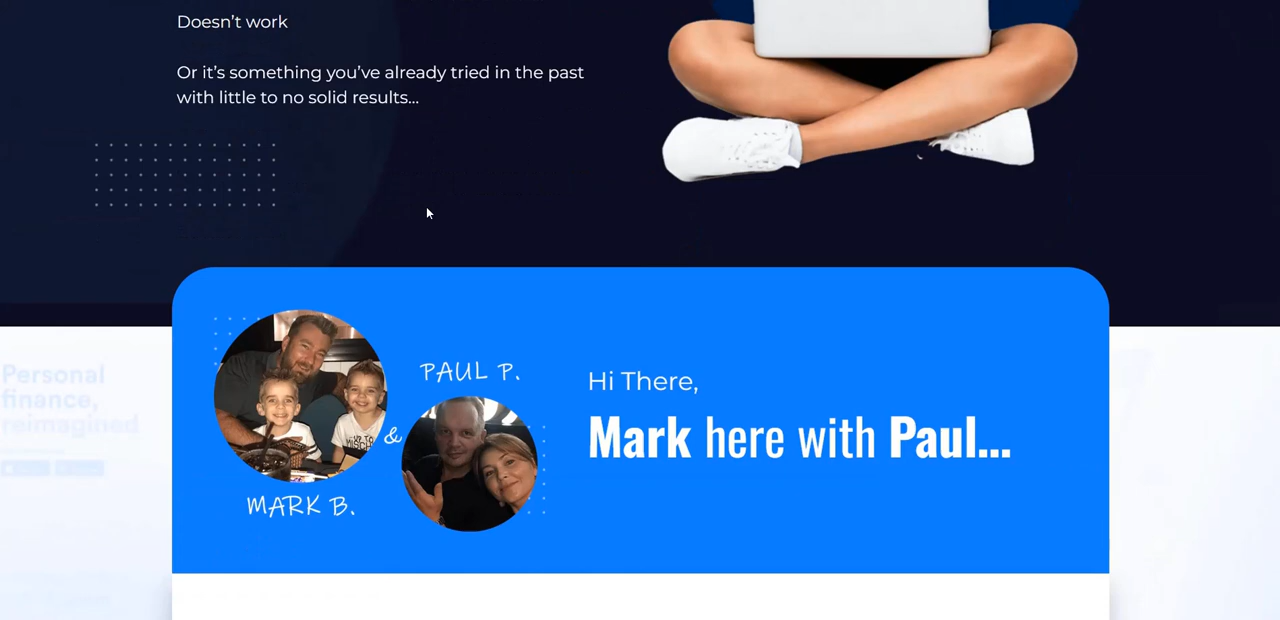 Doesn’t work
Or it’s something you’ve already tried in the past
with little to no solid results...
PAUL P.
&
MARK B.
Hi There,
Mark here with Paul...
Personal
finance,
reimagined